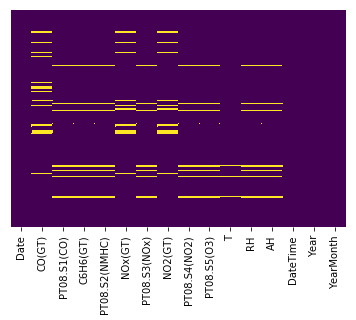 Date
CO(GT)
PT08.S1(CO)
C6H6(GT)
PT08.S2(NMHC)
NOx(GT)
PT08.S3(NOx)
NO2(GT)
PT08.S4(NO2)
PT08.S5(O3)
T
RH
AH
DateTime
Year
YearMonth